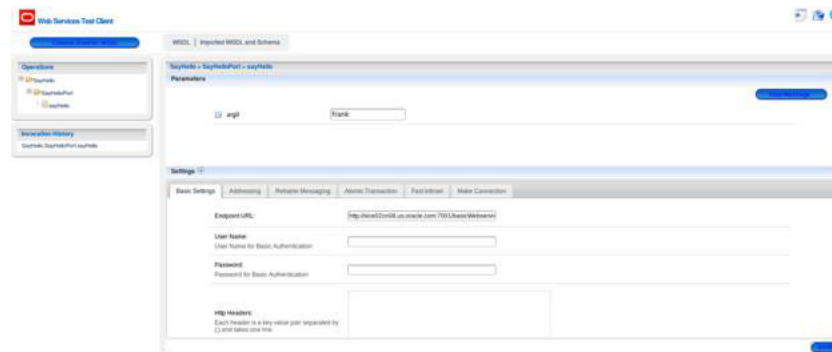 Web Services Test Client
WSDL | Imported WSDL and Schema
Operations
SayHello
SayHelloPort
sayHello
Invocation History
SayHello.SayHelloPort.sayHello
SayHello » SayHelloPort » sayHello
Parameters
arg0
Frank
Settings
Basic Settings Addressing Reliable Messaging Atomic Transaction Fast Infoset Make Connection
Endpoint URL:
User Name:
User Name for Basic Authentication
Password:
Password for Basic Authentication
Http Headers:
Each header is a key value pair separated by
(:) and takes one line